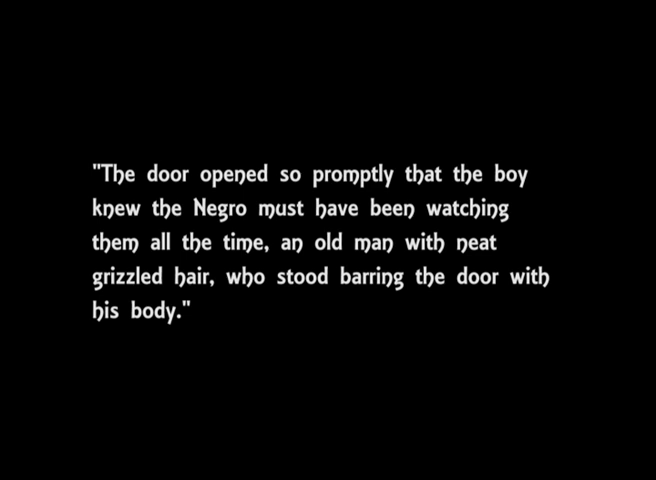 "The door opened so promptly that the boy
knew the Negro must have been watching
them all the time, an old man with neat
grizzled hair, who stood barring the door with
his body."